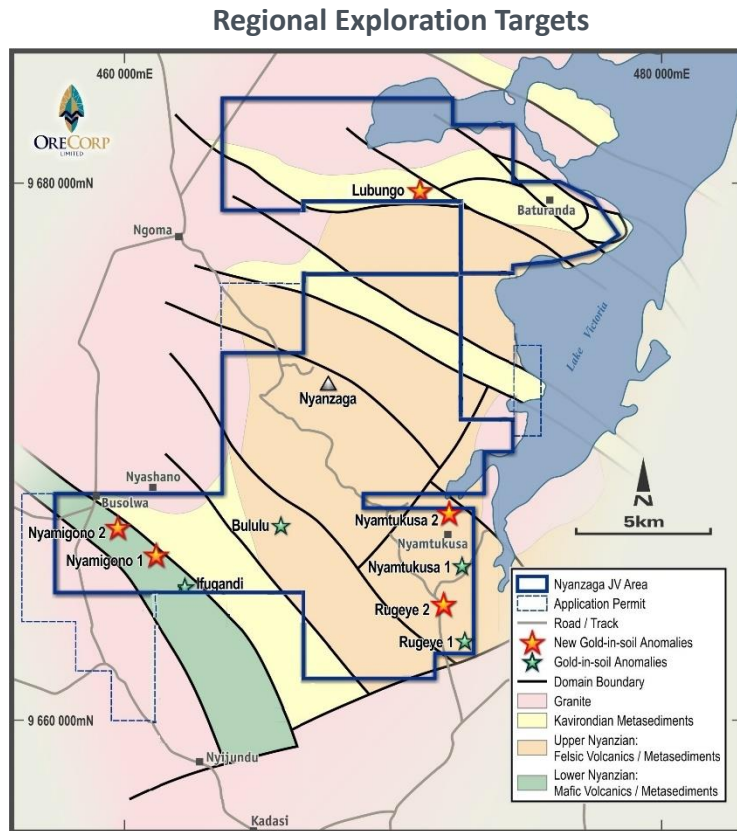 Regional Exploration Targets
460 000mE
480 000mE
ORECORP
LIMITED
9 680 000mN
Lubungo
Baturanda
Ngoma
Lake Victoria
Nyanzaga
Nyashano
Busolwa
N
5km
Nyamigono 2
Bululu
Nyamtukusa 2
Nyamtukusa
Nyamigono 1
Nyamtukusa 1
Ifugandi
Rugeye 2
Rugeye 1
Nyanzaga JV Area
Application Permit
Road / Track
New Gold-in-soil Anomalies
Gold-in-soil Anomalies
Domain Boundary
Granite
Kavirondian Metasediments
Upper Nyanzian:
Felsic Volcanics / Metasediments
Lower Nyanzian:
Mafic Volcanics / Metasediments
9 660 000mN
Nyijundu
Kadasi